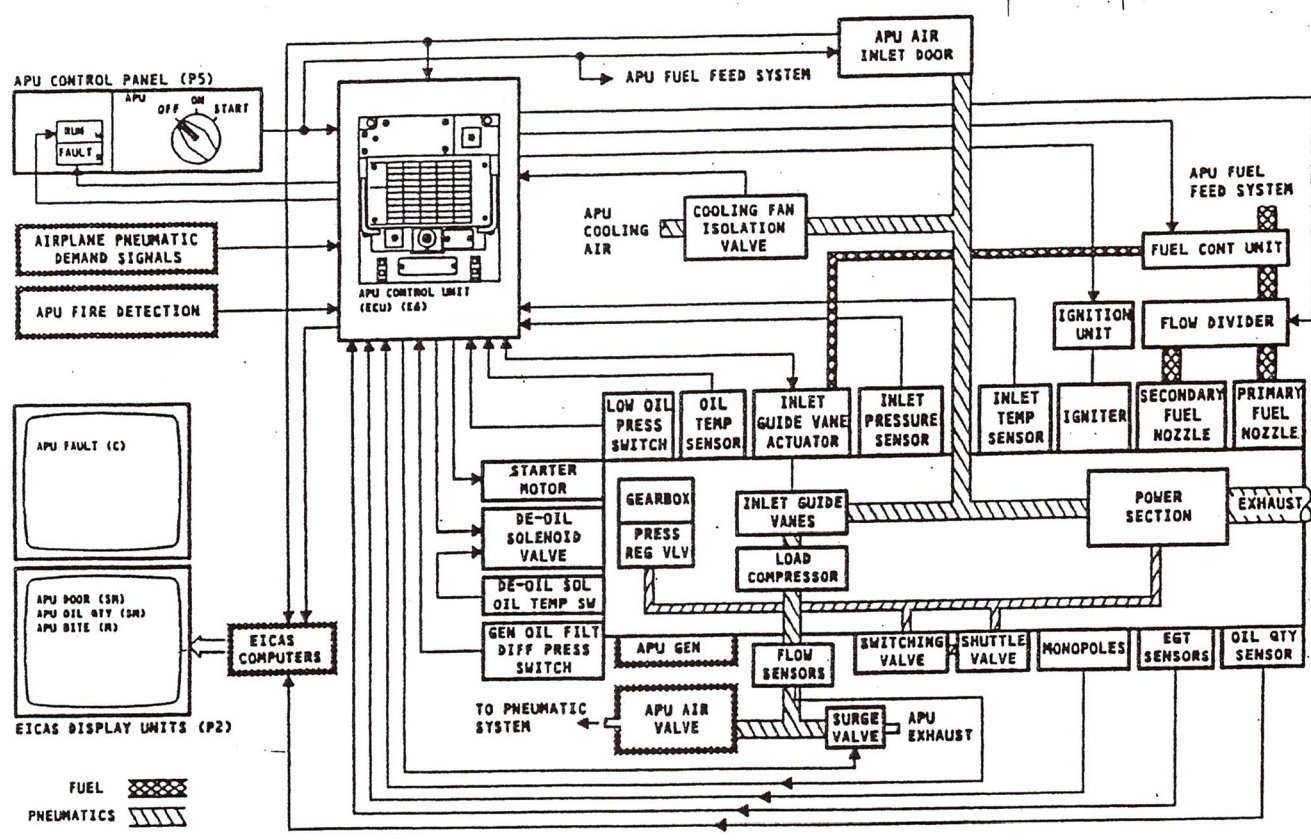 APU AIR
INLET DOOR
APU CONTROL PANEL (P5)
APU FUEL FEED SYSTEM
APU
OFF
ON
START
RUN
FAULT
APU FUEL
FEED SYSTEM
APU
COOLING
AIR
COOLING FAN
ISOLATION
VALVE
AIRPLANE PNEUMATIC
DEMAND SIGNALS
FUEL CONT UNIT
APU FIRE DETECTION
APU CONTROL UNIT
(ECU) (E6)
IGNITION
UNIT
FLOW DIVIDER
LOW OIL
PRESS
SWITCH
OIL
TEMP
SENSOR
INLET
GUIDE VANE
ACTUATOR
INLET
PRESSURE
SENSOR
INLET
TEMP
SENSOR
IGNITER
SECONDARY
FUEL
NOZZLE
PRIMARY
FUEL
NOZZLE
APU FAULT (C)
STARTER
MOTOR
GEARBOX
PRESS
REG VLV
INLET GUIDE
VANES
POWER
SECTION
EXHAUST
DE-OIL
SOLENOID
VALVE
LOAD
COMPRESSOR
DE-OIL SOL
OIL TEMP SW
APU DOOR (SM)
APU OIL QTY (SM)
APU BITE (M)
EICAS
COMPUTERS
GEN OIL FILT
DIFF PRESS
SWITCH
APU GEN
FLOW
SENSORS
SWITCHING
VALVE
SHUTTLE
VALVE
MONOPOLES
EGT
SENSORS
OIL QTY
SENSOR
EICAS DISPLAY UNITS (P2)
TO PNEUMATIC
SYSTEM
APU AIR
VALVE
SURGE
VALVE
APU
EXHAUST
FUEL
PNEUMATICS